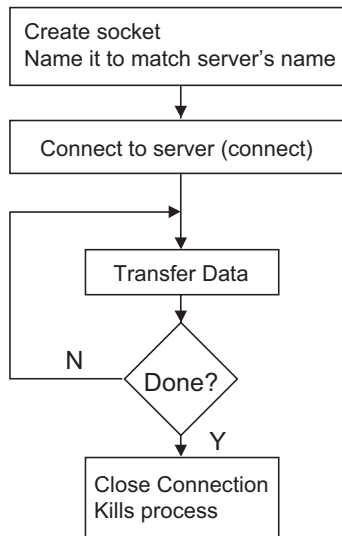 Create socket
Name it to match server’s name
Connect to server (connect)
Transfer Data
N
Done?
Y
Close Connection
Kills process